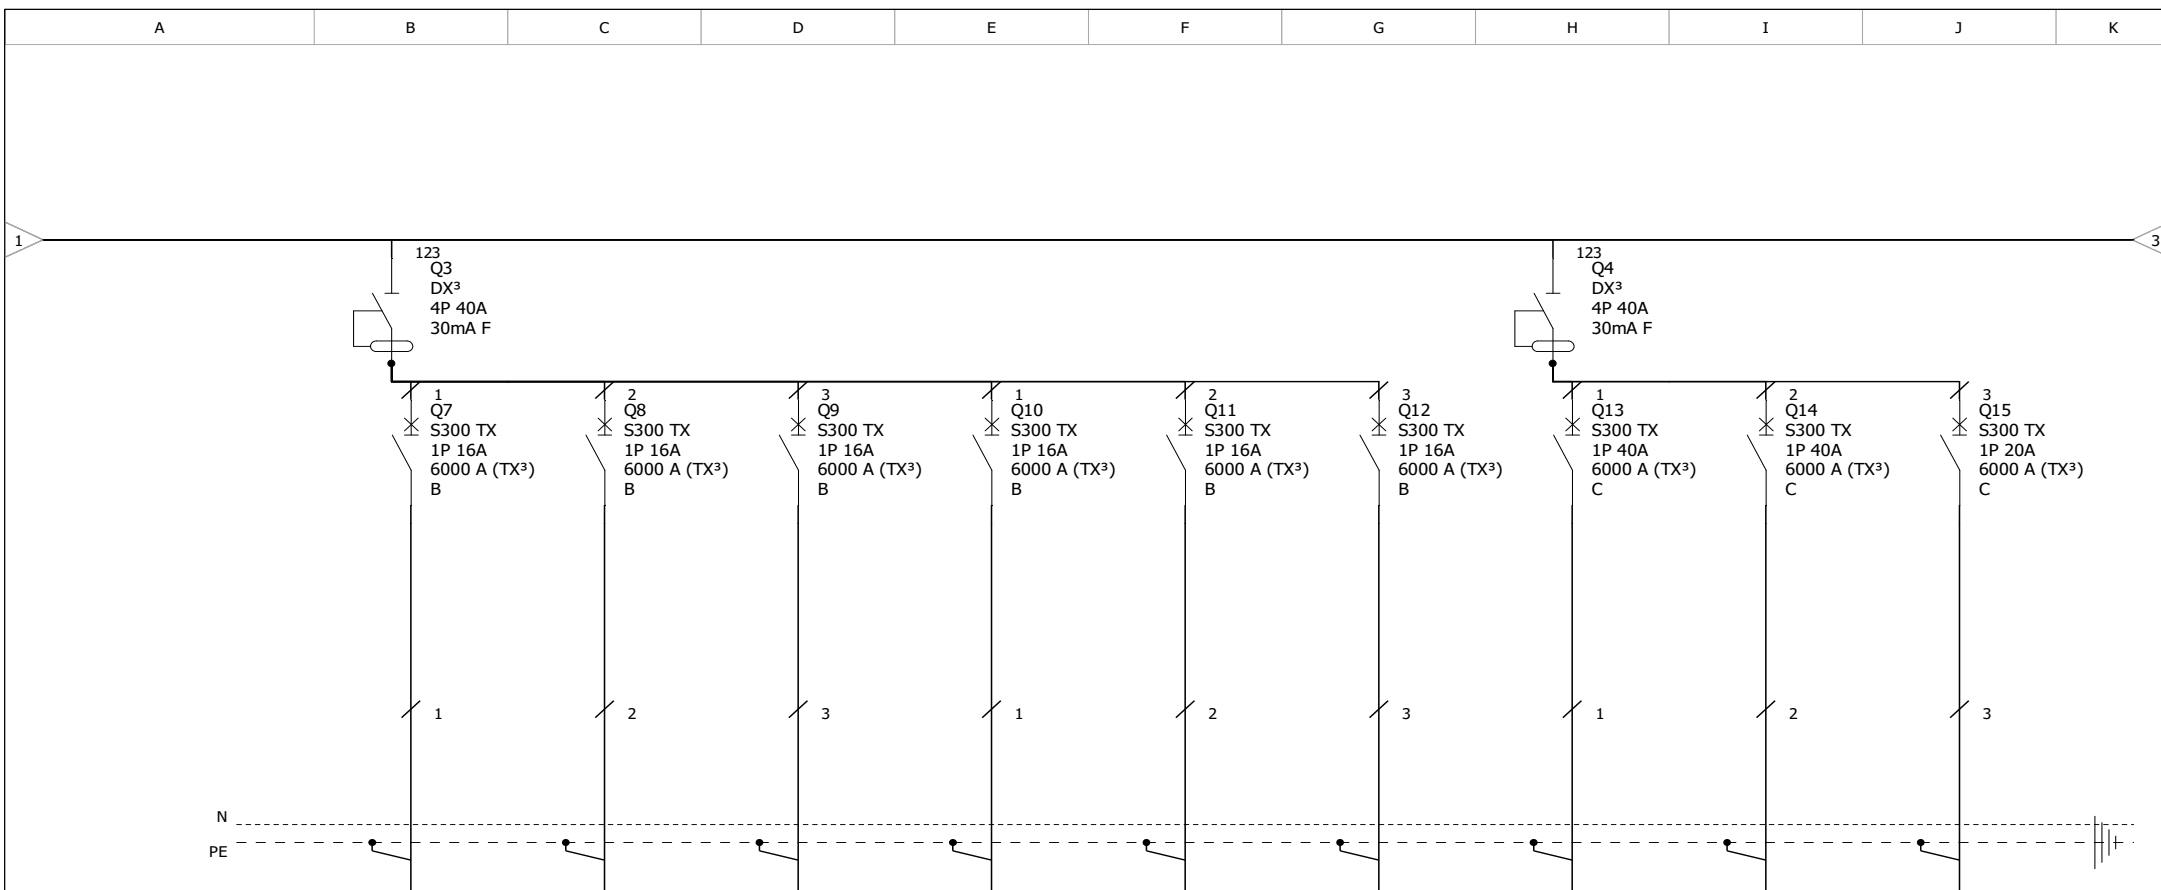 A B C D E F G H I J K
1 3
123
Q3
DX³
4P 40A
30mA F
123
Q4
DX³
4P 40A
30mA F
1
Q7
S300 TX
1P 16A
6000 A (TX³)
B
2
Q8
S300 TX
1P 16A
6000 A (TX³)
B
3
Q9
S300 TX
1P 16A
6000 A (TX³)
B
1
Q10
S300 TX
1P 16A
6000 A (TX³)
B
2
Q11
S300 TX
1P 16A
6000 A (TX³)
B
3
Q12
S300 TX
1P 16A
6000 A (TX³)
B
1
Q13
S300 TX
1P 40A
6000 A (TX³)
C
2
Q14
S300 TX
1P 40A
6000 A (TX³)
C
3
Q15
S300 TX
1P 20A
6000 A (TX³)
C
1 2 3 1 2 3 1 2 3
N
PE